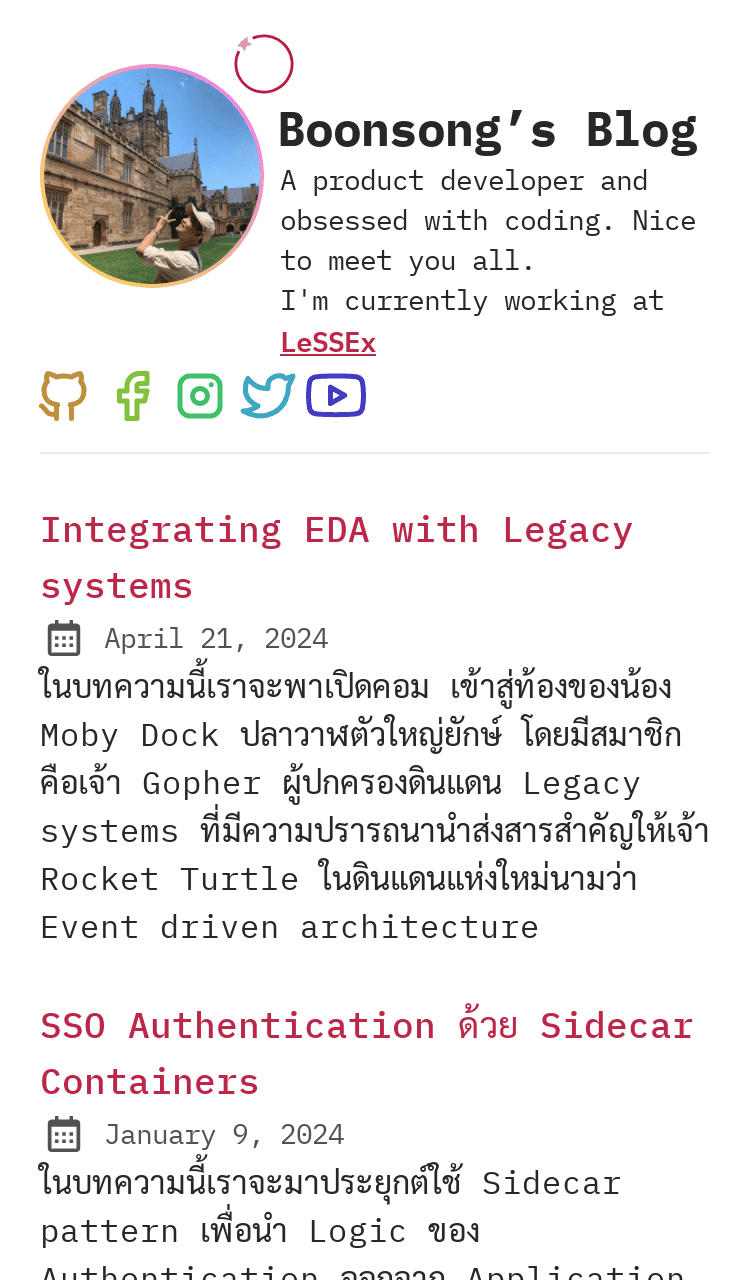 Boonsong’s Blog
A product developer and
obsessed with coding. Nice
to meet you all.
I'm currently working at
LeSSEx
Integrating EDA with Legacy
systems
April 21, 2024
ในบทความนี้เราจะพาเปิดคอม เข้าสู่ท้องของน้อง
Moby Dock ปลาวาฬตัวใหญ่ยักษ์ โดยมีสมาชิก
คือเจ้า Gopher ผู้ปกครองดินแดน Legacy
systems ที่มีความปรารถนานำส่งสารสำคัญให้เจ้า
Rocket Turtle ในดินแดนแห่งใหม่นามว่า
Event driven architecture
SSO Authentication ด้วย Sidecar
Containers
January 9, 2024
ในบทความนี้เราจะมาประยุกต์ใช้ Sidecar
pattern เพื่อนำ Logic ของ
Authentication ออกจาก Application